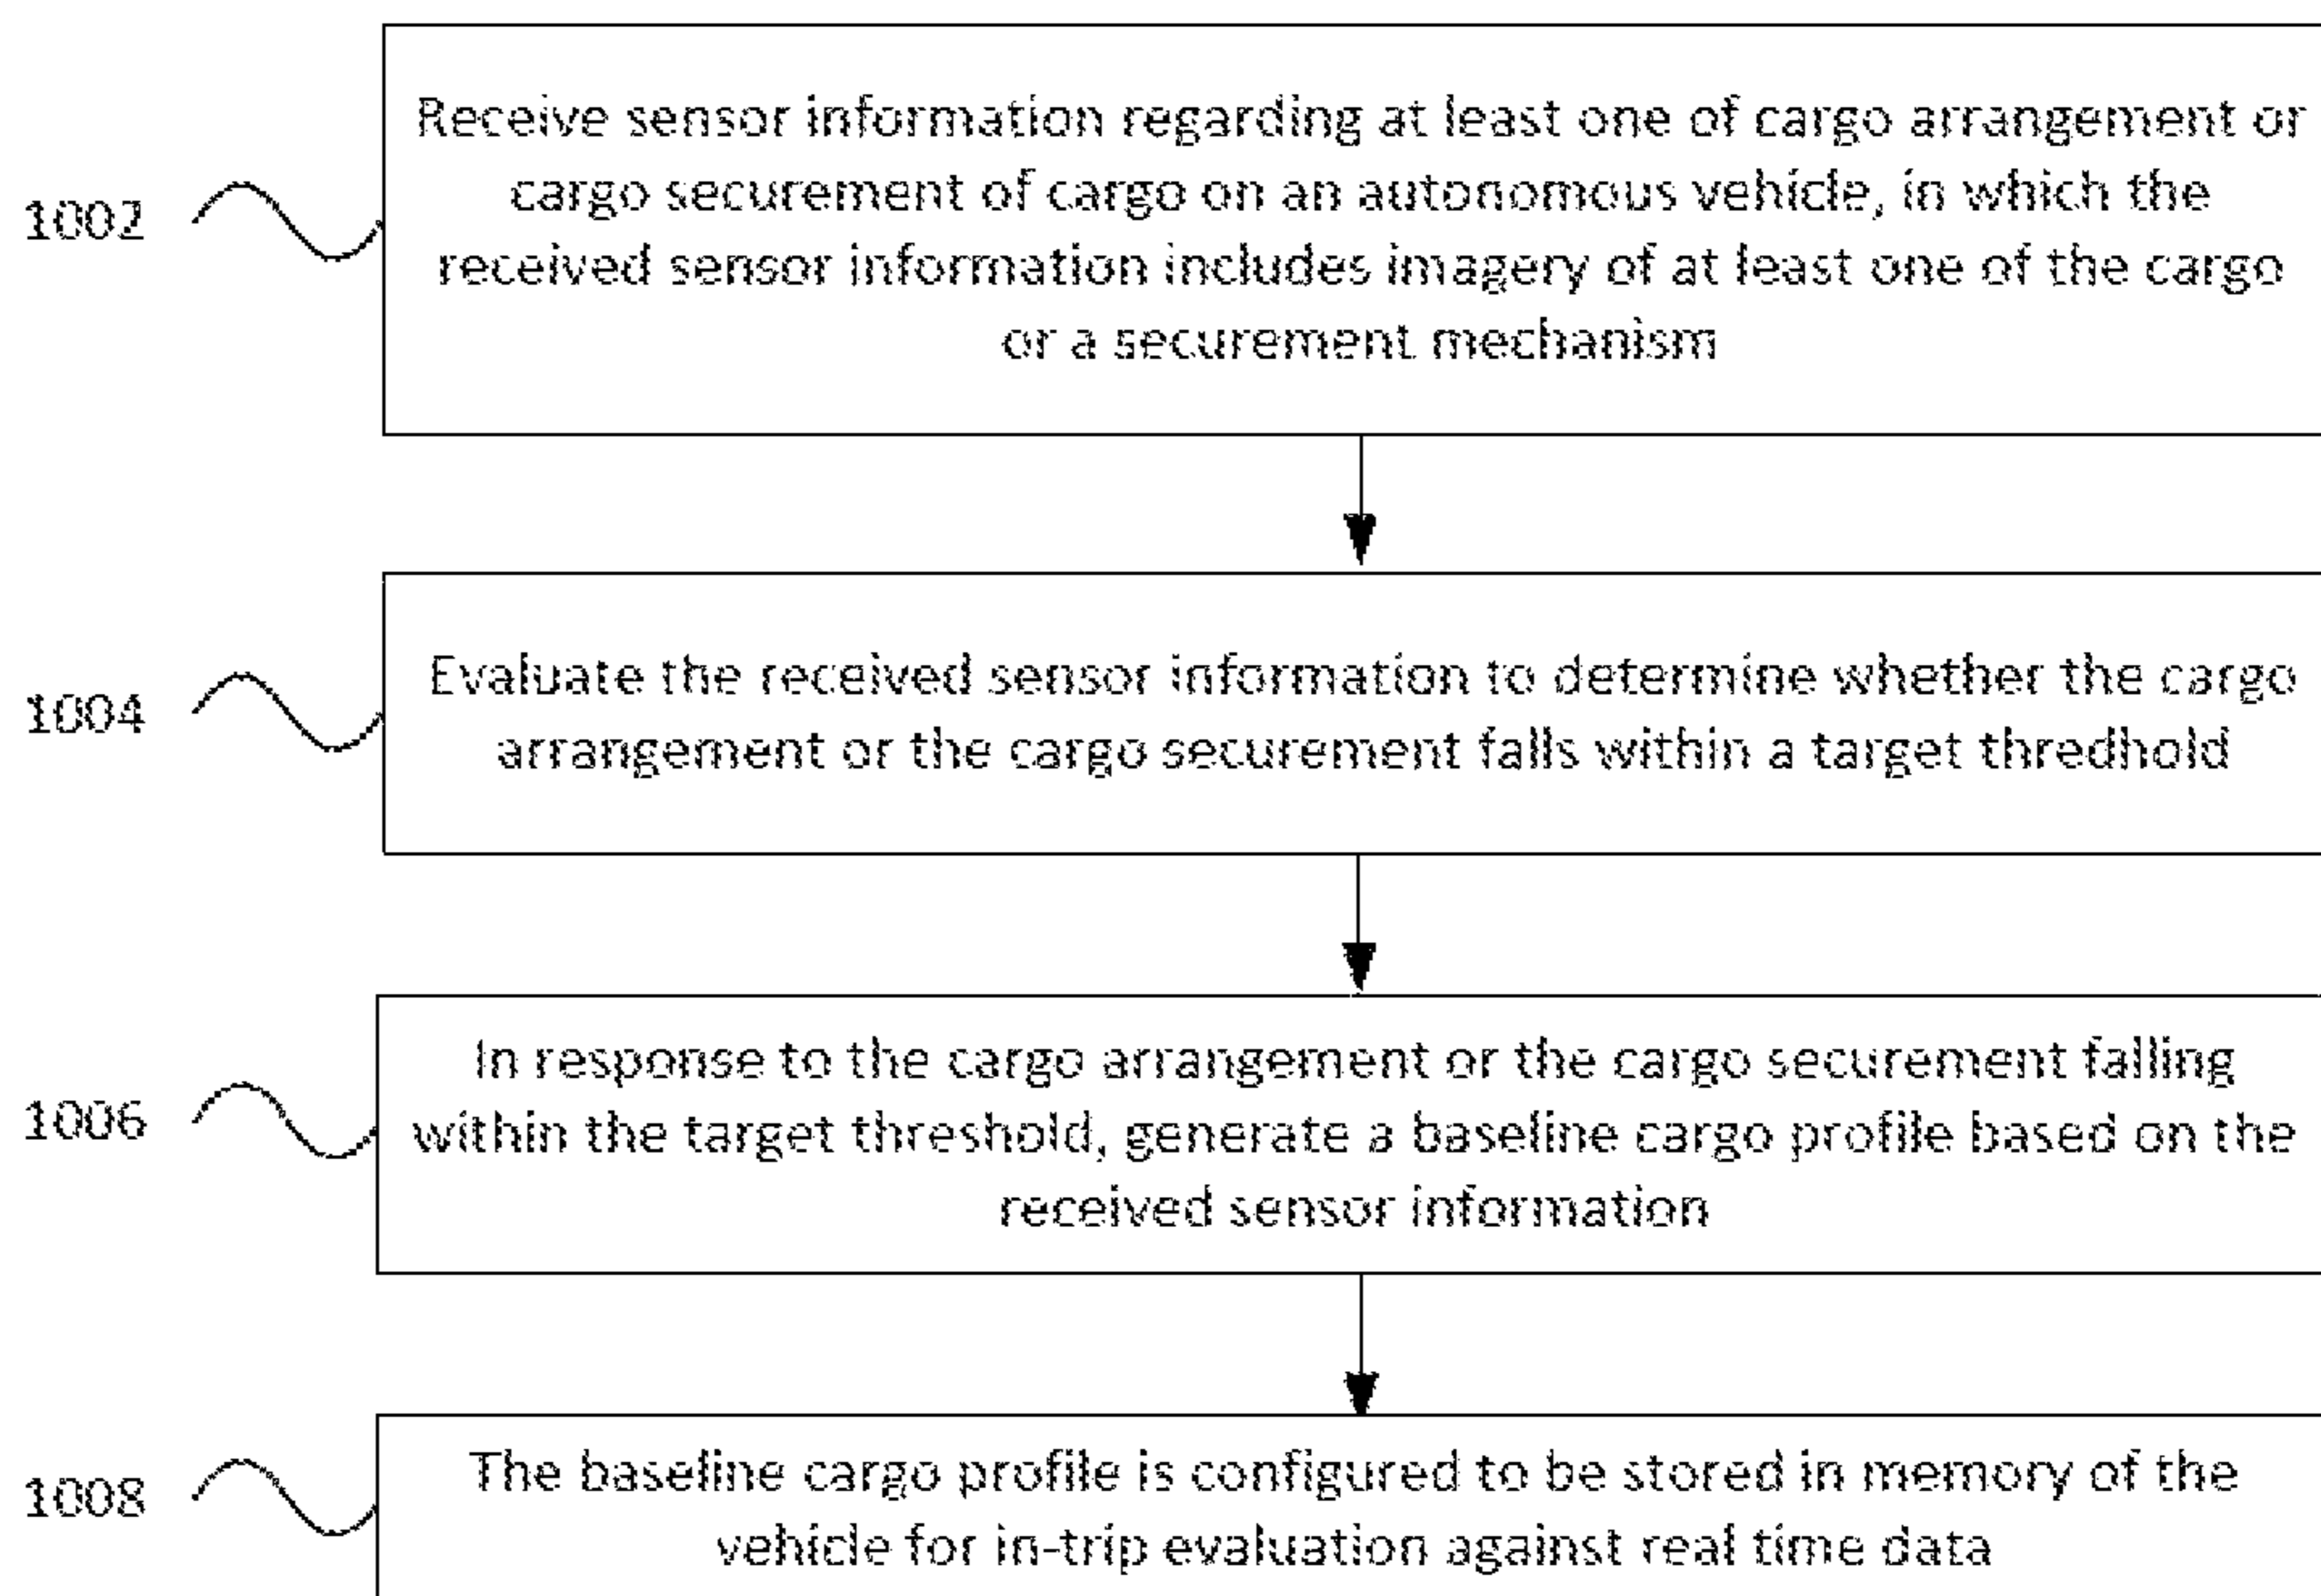 Receive sensor information regarding at least one of cargo arrangement or
cargo securement of cargo on an autonomous vehicle, in which the
1002
received sensor information includes imagery of at least one of the cargo
or a securement mechanism
Evaluate the received sensor information to determine whether the cargo
1004
arrangement or the cargo securement falls within a target thredhold
In response to the cargo arrangement or the cargo securement falling
1006
within the target threshold, generate a baseline cargo profile based on the
received sensor information
The baseline cargo profile is configured to be stored in memory of the
1008
vehicle for in-trip evaluation against real time data